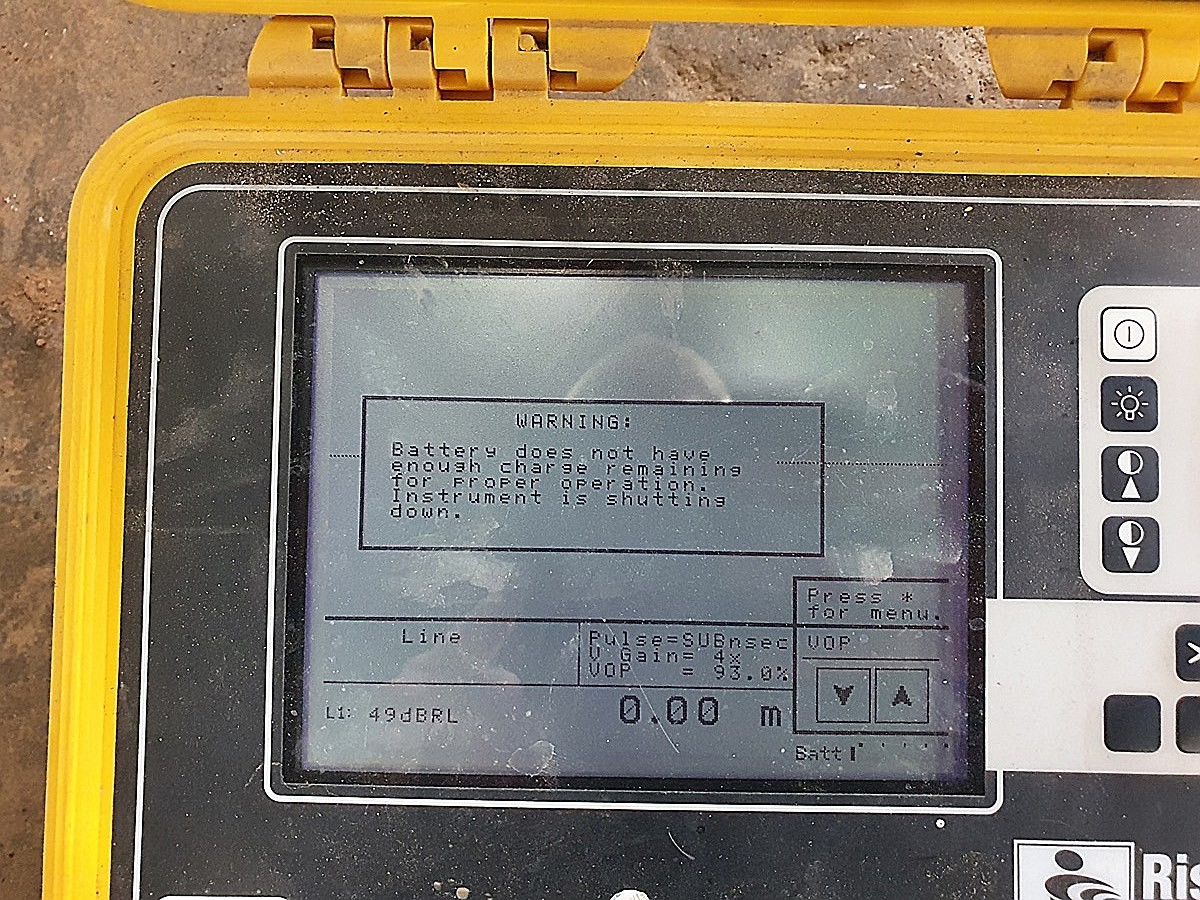 WARNING:
Battery does not have
enough charge remaining
for proper operation.
Instrument is shutting
down.
Press *
for menu.
Line
Pulse=SUBnsec
V Gain= 4x
VOP = 93.0%
VOP
L1: 49dBRL
0.00 m
Batt